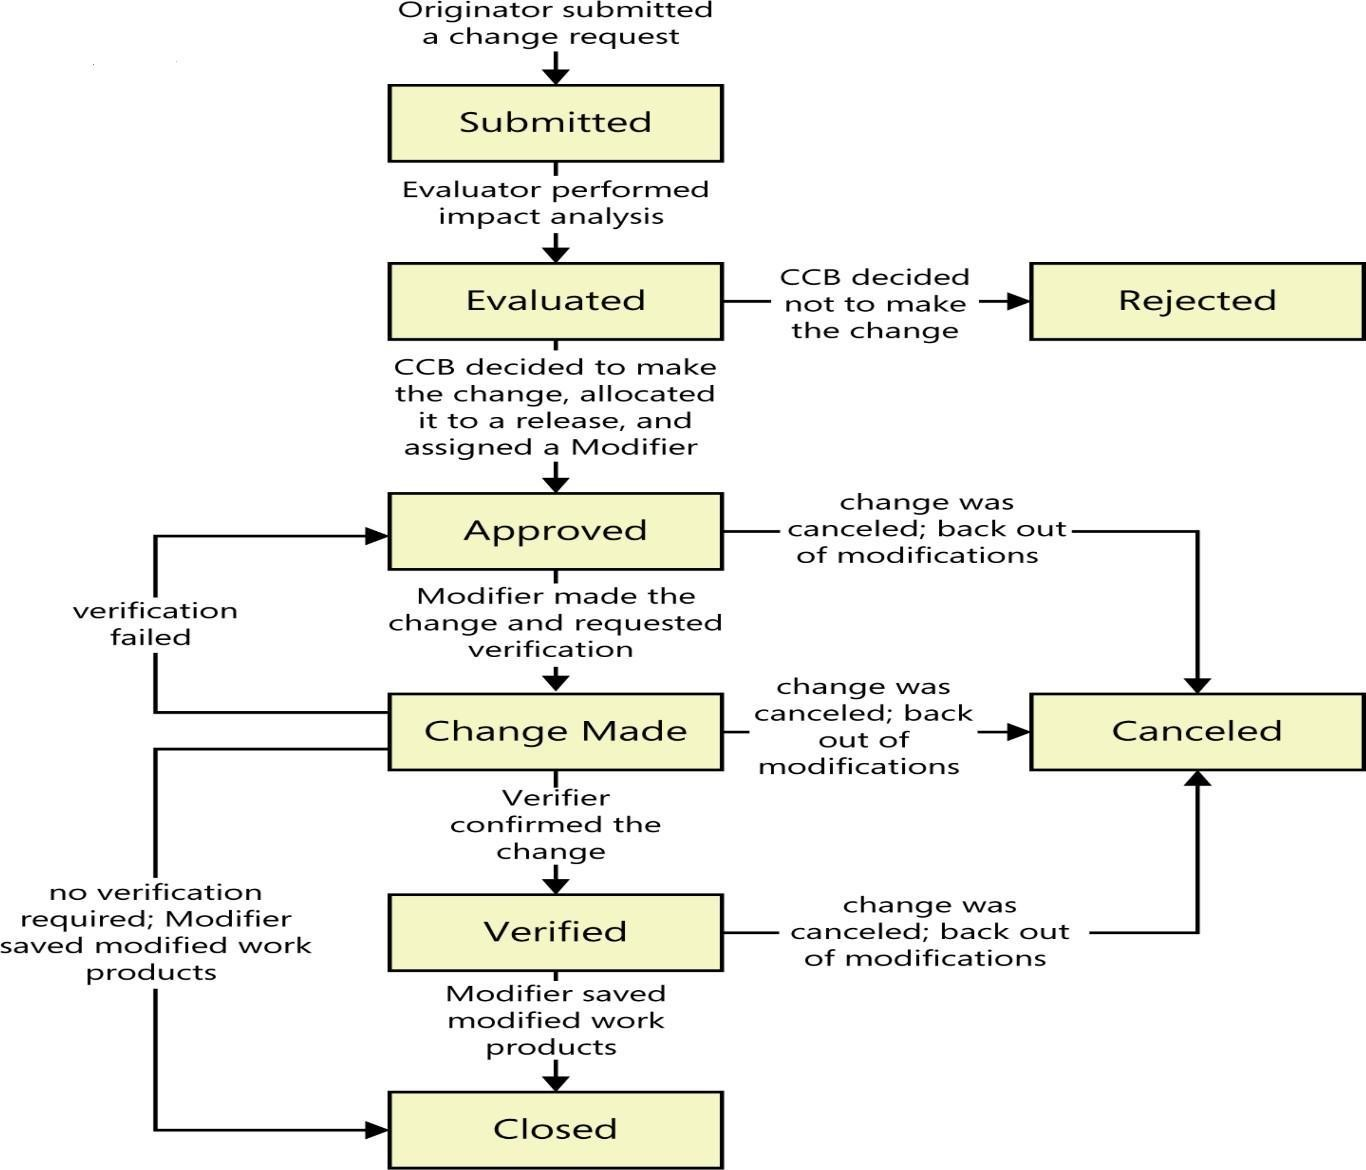 Originator submitted
a change request
Submitted
Evaluator performed
impact analysis
Evaluated
CCB decided
not to make
the change
Rejected
CCB decided to make
the change, allocated
it to a release, and
assigned a Modifier
Approved
change was
canceled; back out
of modifications
verification
failed
Modifier made the
change and requested
verification
Change Made
change was
canceled; back
out of
modifications
Canceled
Verifier
confirmed the
change
no verification
required; Modifier
saved modified work
products
Verified
change was
canceled; back out
of modifications
Modifier saved
modified work
products
Closed